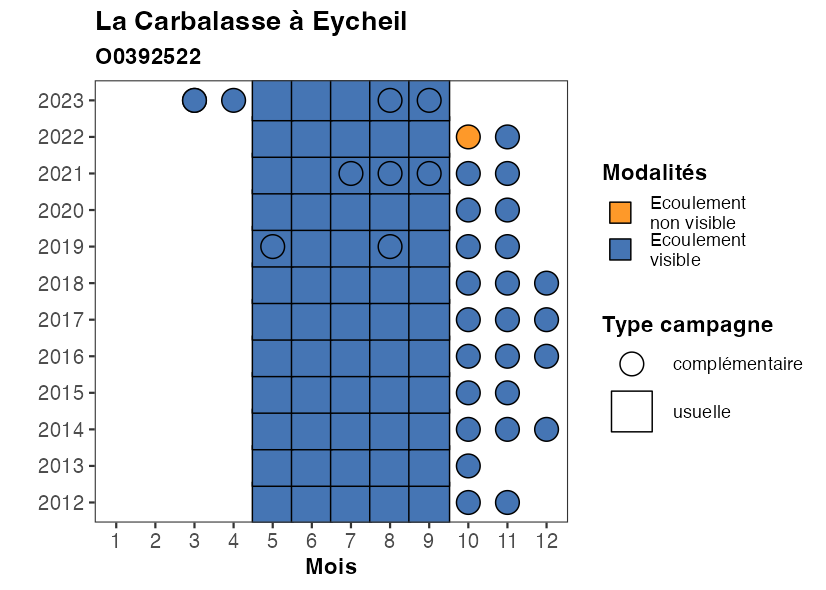 La Carbalasse à Eycheil
O0392522
2023
2022
2021
2020
2019
2018
2017
2016
2015
2014
2013
2012
1 2 3 4 5 6 7 8 9 10 11 12
Mois
Modalités
Ecoulement
non visible
Ecoulement
visible
Type campagne
complémentaire
usuelle